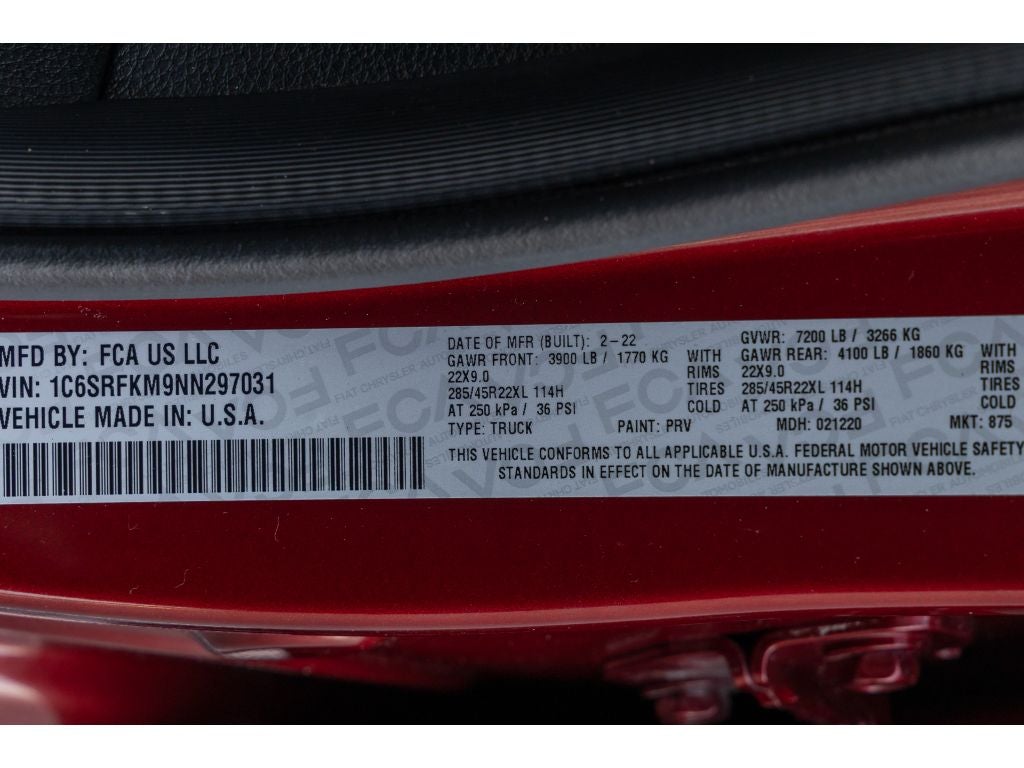 MFD BY: FCA US LLC
VIN: 1C6SRFKM9NN297031
VEHICLE MADE IN: U.S.A.
DATE OF MFR (BUILT): 2-22
GAWR FRONT: 3900 LB / 1770 KG WITH
22X9.0 RIMS
285/45R22XL 114H TIRES
AT 250 kPa / 36 PSI COLD
TYPE: TRUCK PAINT: PRV
GVWR: 7200 LB / 3266 KG
GAWR REAR: 4100 LB / 1860 KG WITH
22X9.0 RIMS
285/45R22XL 114H TIRES
AT 250 kPa / 36 PSI COLD
MDH: 021220 MKT: 875
THIS VEHICLE CONFORMS TO ALL APPLICABLE U.S.A. FEDERAL MOTOR VEHICLE SAFETY
STANDARDS IN EFFECT ON THE DATE OF MANUFACTURE SHOWN ABOVE.